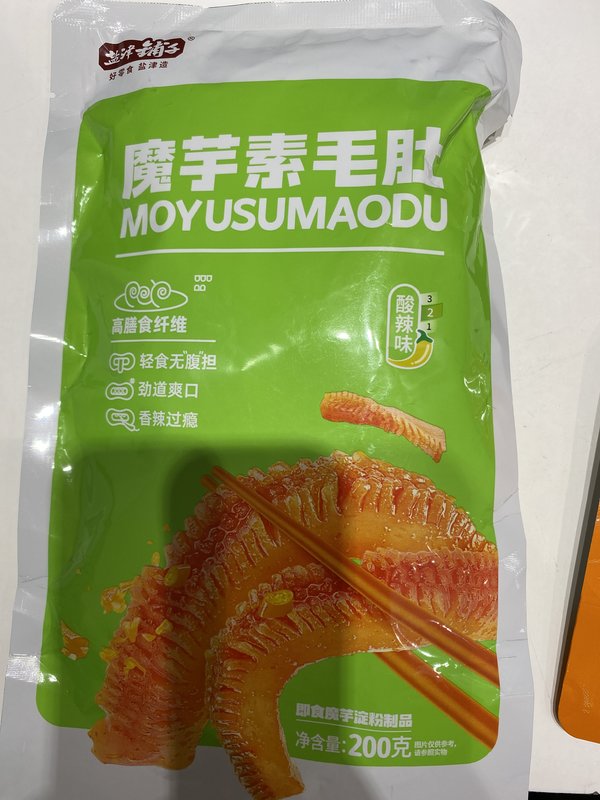 盐津铺子®
好零食 盐津造
魔芋素毛肚
MOYUSUMAODU
高膳食纤维
轻食无“腹”担
劲道爽口
香辣过瘾
酸辣味
3
2
1
即食魔芋淀粉制品
净含量:200克
图片仅供参考,
请参照实物